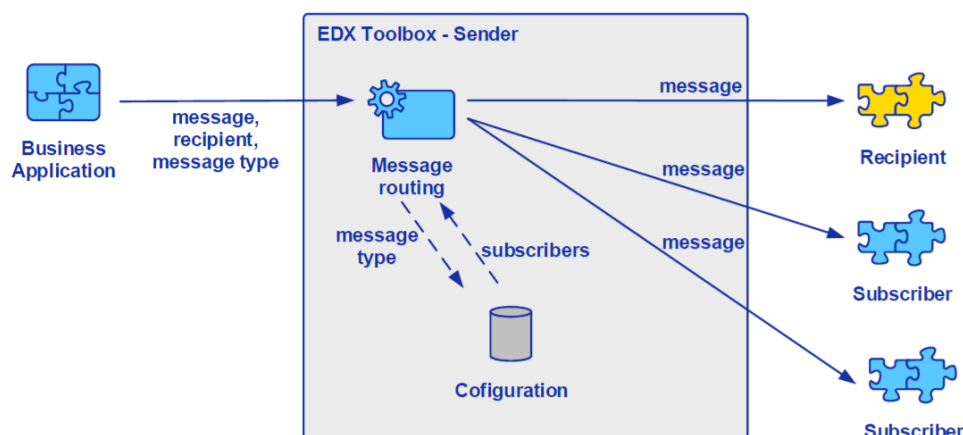 EDX Toolbox - Sender
Business
Application
message,
recipient,
message type
Message
routing
message
type
subscribers
Cofiguration
message
Recipient
message
Subscriber
message
Subscriber